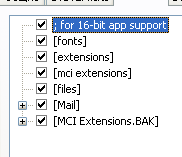 ; for 16-bit app support
[fonts]
[extensions]
[mci extensions]
[files]
[Mail]
[MCI Extensions.BAK]